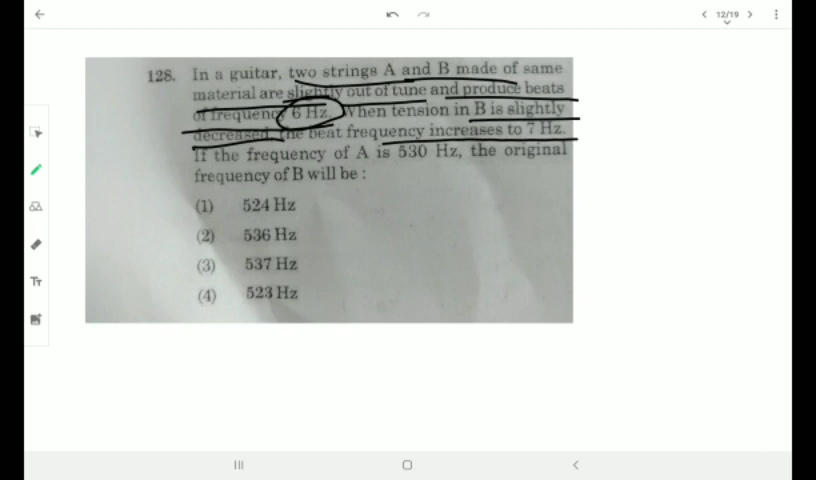 12/19
128. In a guitar, two strings A and B made of same
material are slightly out of tune and produce beats
of frequency 6 Hz. When tension in B is slightly
decreased, the beat frequency increases to 7 Hz.
If the frequency of A is 530 Hz, the original
frequency of B will be :
(1) 524 Hz
(2) 536 Hz
(3) 537 Hz
(4) 523 Hz
TT